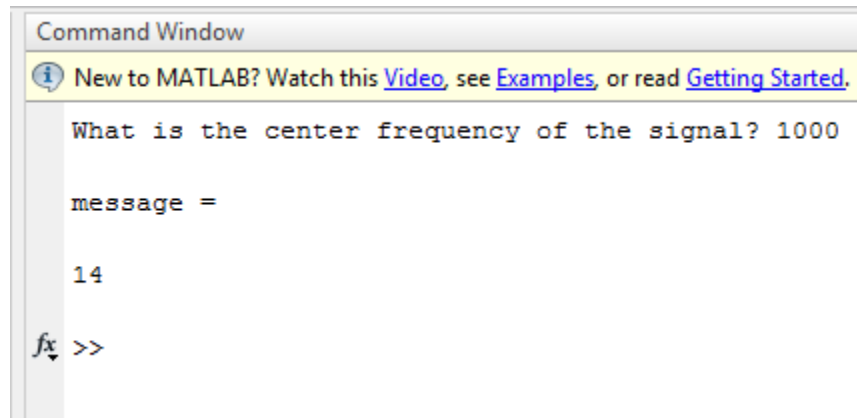 Command Window
New to MATLAB? Watch this Video, see Examples, or read Getting Started.
What is the center frequency of the signal? 1000
message =
14
fx >>